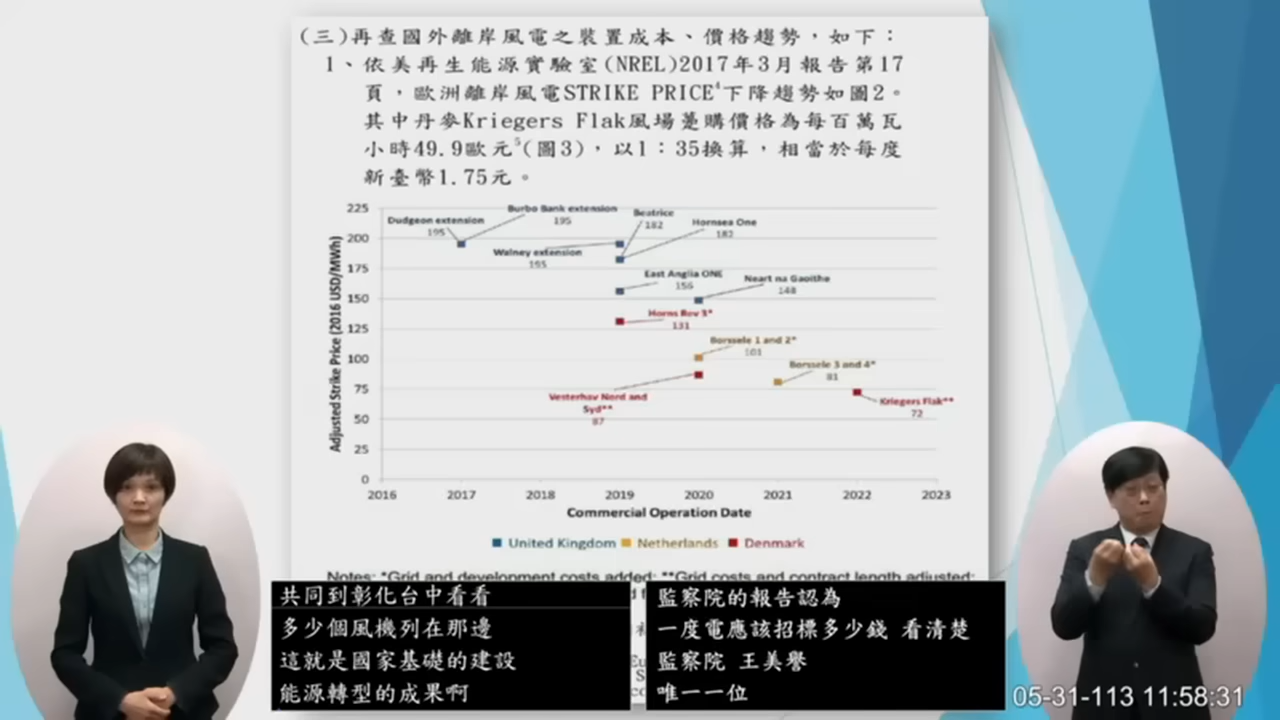 (三)再查國外離岸風電之裝置成本、價格趨勢，如下：
1、依美再生能源實驗室(NREL)2017年3月報告第17
頁，歐洲離岸風電STRIKE PRICE4下降趨勢如圖2。
其中丹麥Kriegers Flak風場躉購價格為每百萬瓦
小時49.9歐元5(圖3)，以1：35換算，相當於每度
新臺幣1.75元。
Adjusted Strike Price (2016 USD/MWh)
225
200
175
150
125
100
75
50
25
0
Dudgeon extension
195
Burbo Bank extension
195
Beatrice
182
Hornsea One
182
Walney extension
195
East Anglia ONE
156
Neart na Gaoithe
148
Horns Rev 3*
131
Borssele 1 and 2*
101
Borssele 3 and 4*
81
Vesterhav Nord and
Syd**
87
Kriegers Flak**
72
2016 2017 2018 2019 2020 2021 2022 2023
Commercial Operation Date
United Kingdom Netherlands Denmark
Notes: *Grid and development costs added; **Grid costs and contract length adjusted;
共同到彰化台中看看
多少個風機列在那邊
這就是國家基礎的建設
能源轉型的成果啊
監察院的報告認為
一度電應該招標多少錢 看清楚
監察院 王美譽
唯一一位
05-31-113 11:58:31